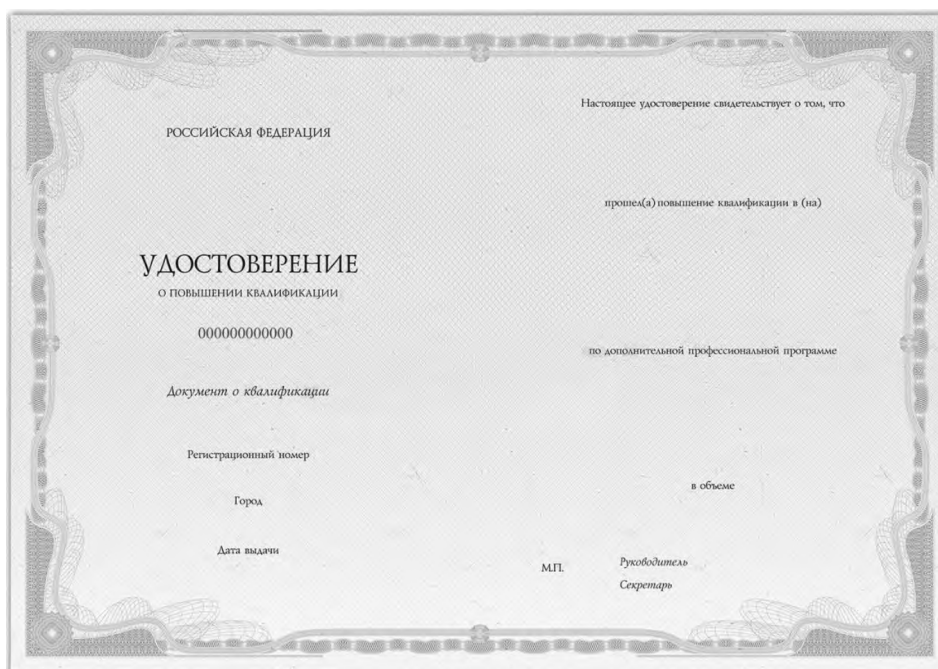 РОССИЙСКАЯ ФЕДЕРАЦИЯ
УДОСТОВЕРЕНИЕ
О ПОВЫШЕНИИ КВАЛИФИКАЦИИ
000000000000
Документ о квалификации
Регистрационный номер
Город
Дата выдачи
Настоящее удостоверение свидетельствует о том, что
прошел(а) повышение квалификации в (на)
по дополнительной профессиональной программе
в объеме
М.П.
Руководитель
Секретарь